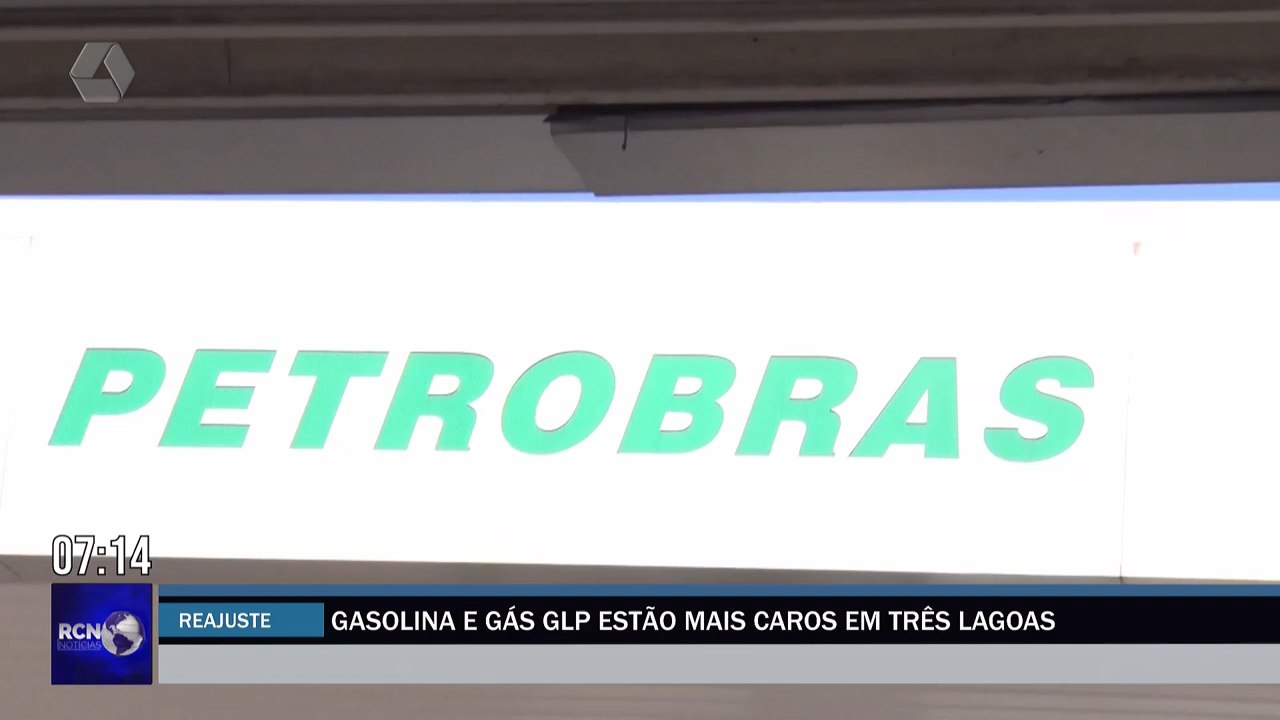 PETROBRAS
07:14
RCN
NOTÍCIAS
REAJUSTE
GASOLINA E GÁS GLP ESTÃO MAIS CAROS EM TRÊS LAGOAS